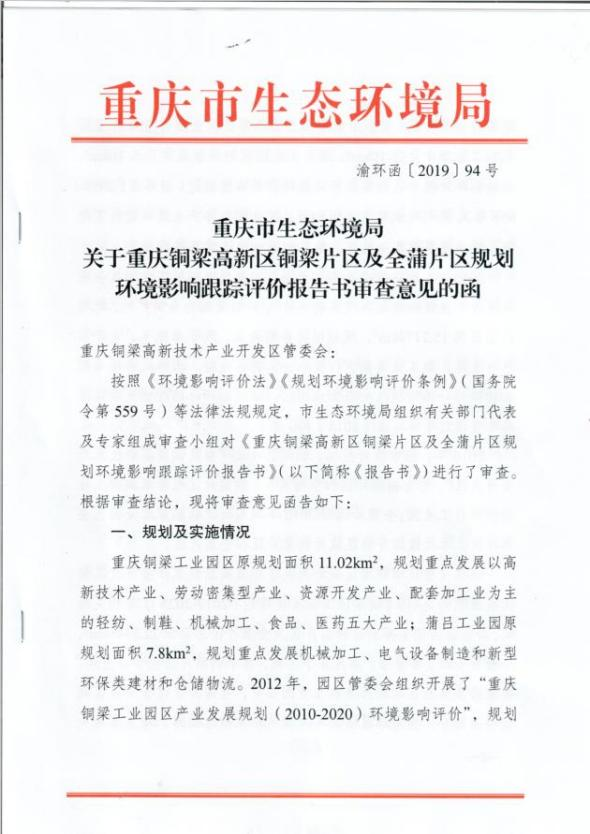 重庆市生态环境局
渝环函〔2019〕94号
重庆市生态环境局
关于重庆铜梁高新区铜梁片区及全蒲片区规划
环境影响跟踪评价报告书审查意见的函
重庆铜梁高新技术产业开发区管委会：
按照《环境影响评价法》《规划环境影响评价条例》（国务院
令第559号）等法律法规规定，市生态环境局组织有关部门代表
及专家组成审查小组对《重庆铜梁高新区铜梁片区及全蒲片区规
划环境影响跟踪评价报告书》（以下简称《报告书》）进行了审查。
根据审查结论，现将审查意见函告如下：
一、规划及实施情况
重庆铜梁工业园区原规划面积11.02km²，规划重点发展以高
新技术产业、劳动密集型产业、资源开发产业、配套加工业为主
的轻纺、制鞋、机械加工、食品、医药五大产业；蒲吕工业园原
规划面积7.8km²，规划重点发展机械加工、电气设备制造和新型
环保类建材和仓储物流。2012年，园区管委会组织开展了“重庆
铜梁工业园区产业发展规划（2010-2020）环境影响评价”，规划